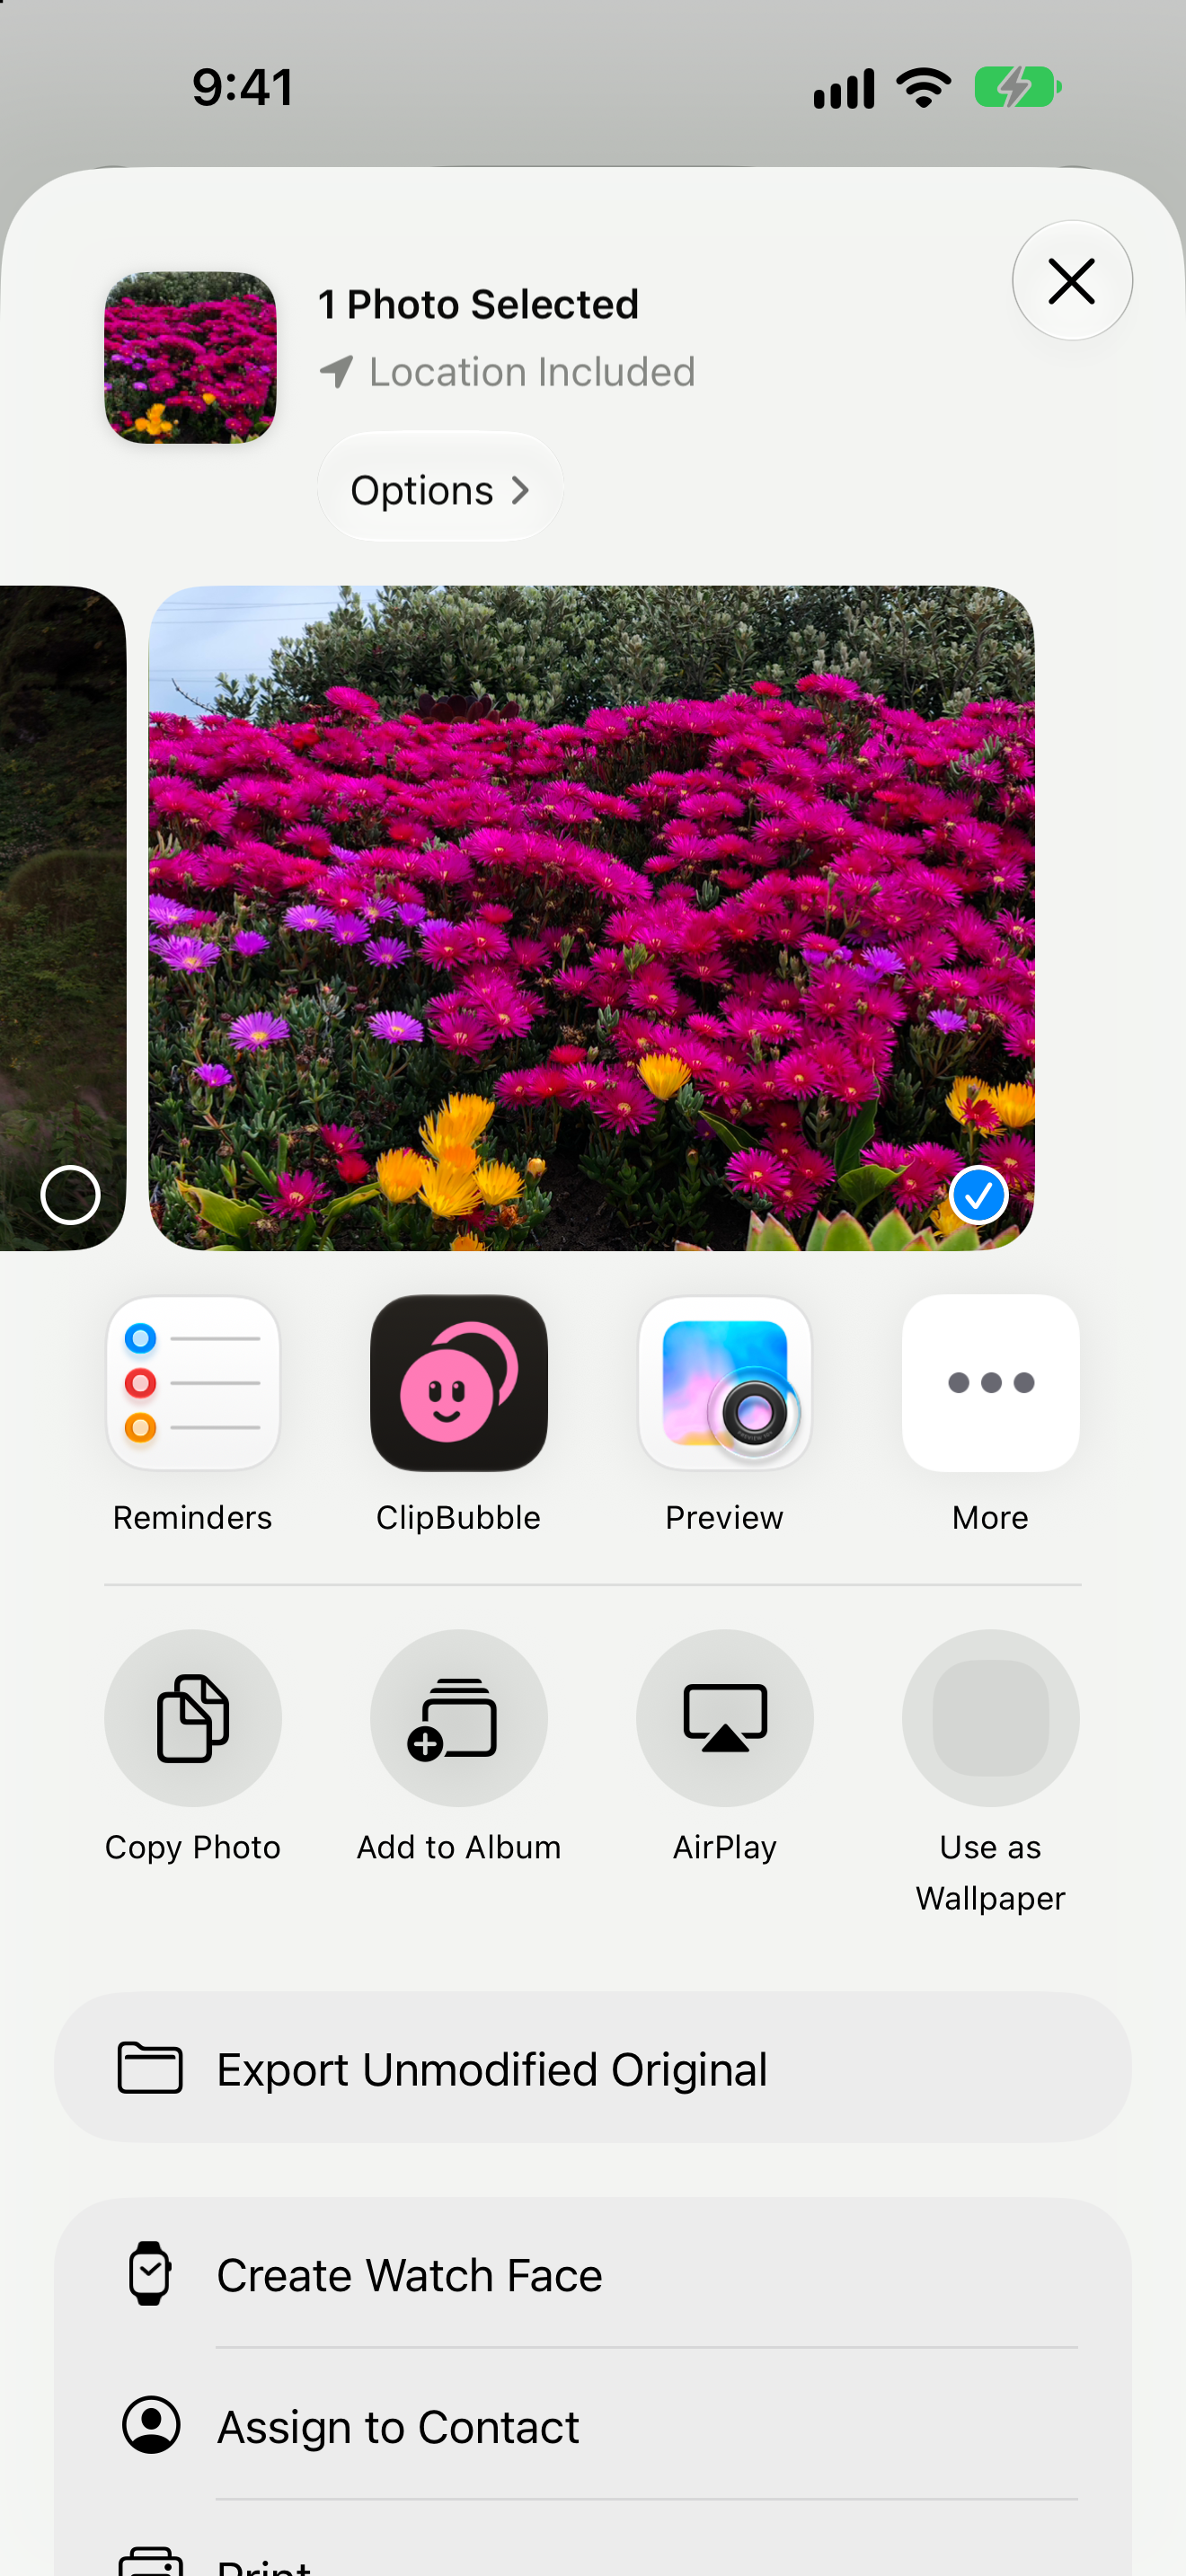 9:41
1 Photo Selected
Location Included
Options
Reminders
ClipBubble
Preview
More
Copy Photo
Add to Album
AirPlay
Use as
Wallpaper
Export Unmodified Original
Create Watch Face
Assign to Contact
Print